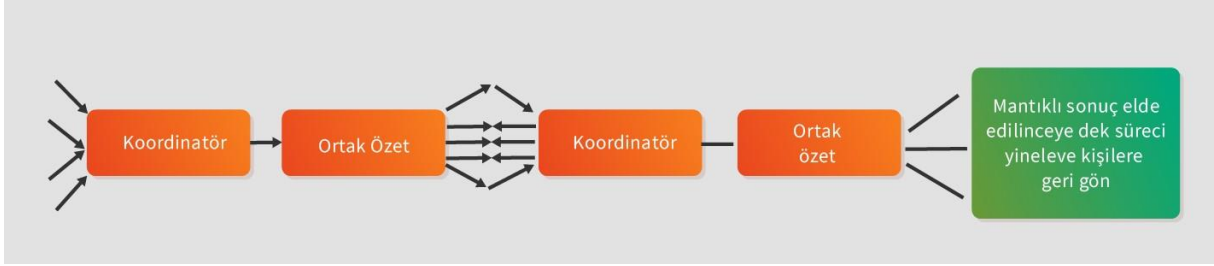 Koordinatör
Ortak Özet
Koordinatör
Ortak
özet
Mantıklı sonuç elde
edilinceye dek süreci
yineleve kişilere
geri gön